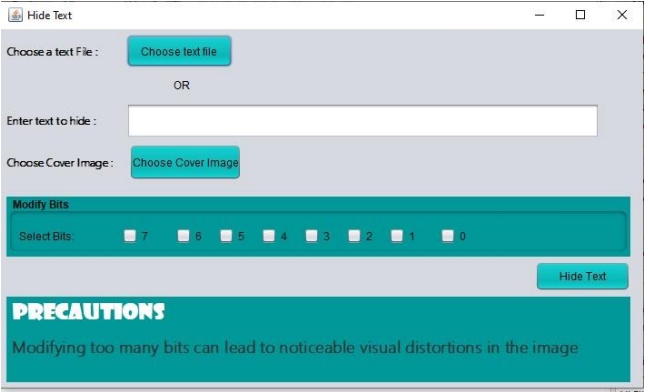 Hide Text
Choose a text File :
Choose text file
OR
Enter text to hide :
Choose Cover Image :
Choose Cover Image
Modify Bits
Select Bits: 7 6 5 4 3 2 1 0
Hide Text
PRECAUTIONS
Modifying too many bits can lead to noticeable visual distortions in the image